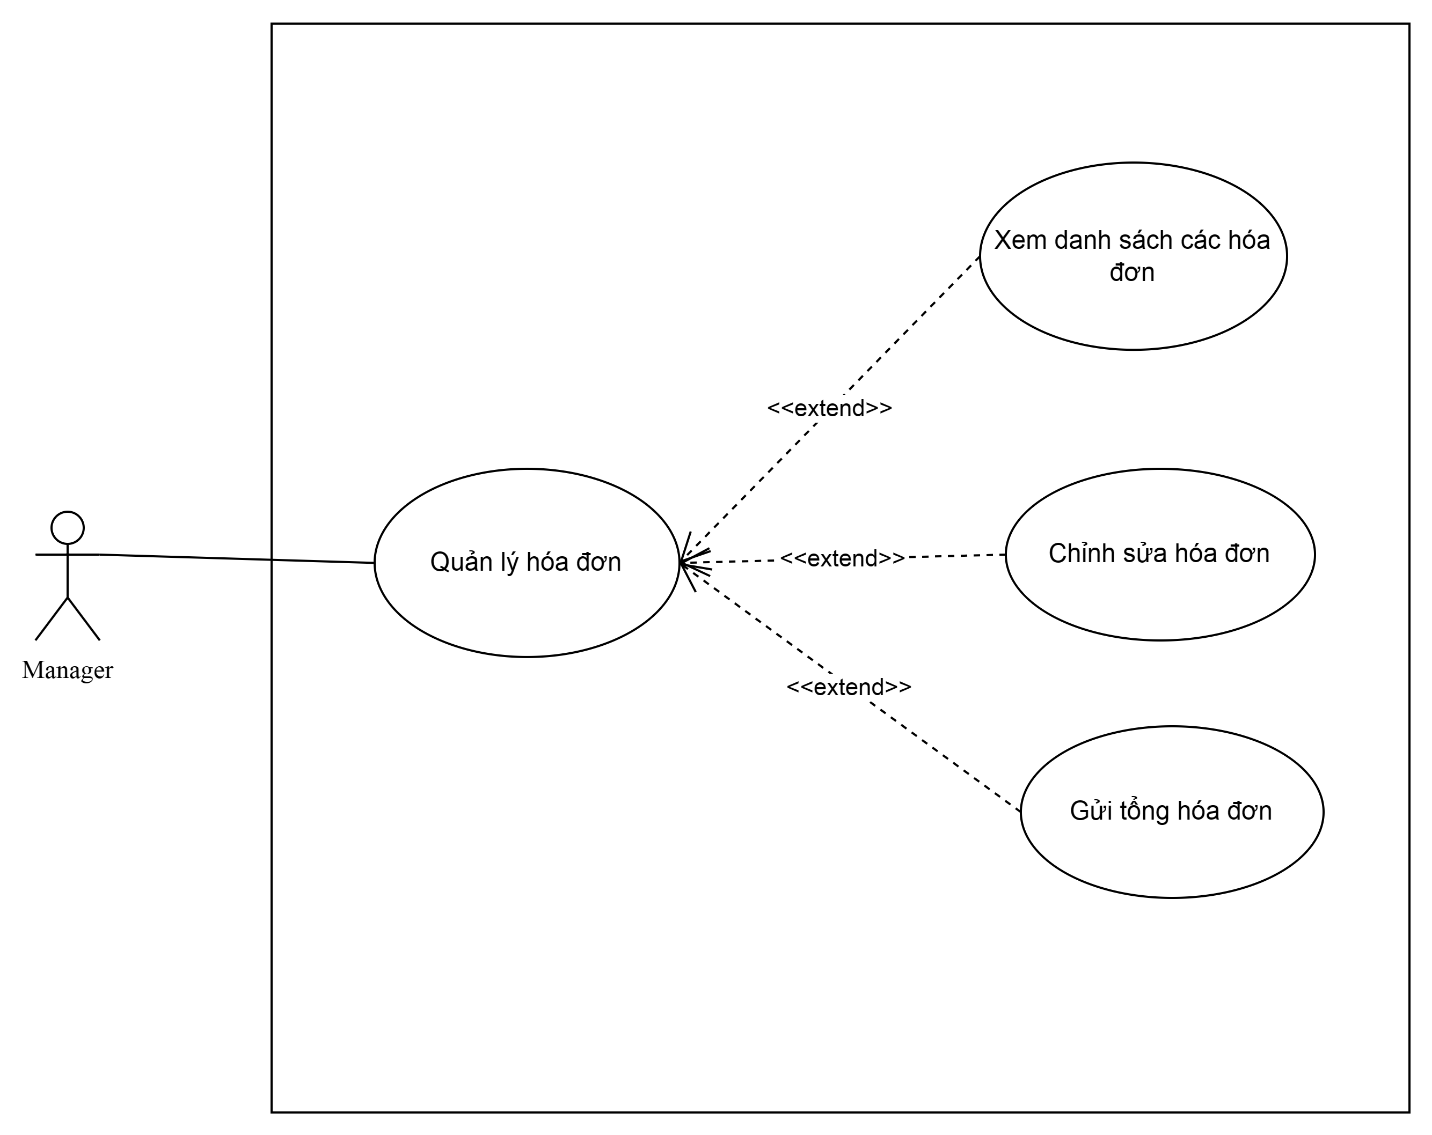 Xem danh sách các hóa
đơn
<<extend>>
Quản lý hóa đơn
<<extend>>
Chỉnh sửa hóa đơn
Manager
<<extend>>
Gửi tổng hóa đơn